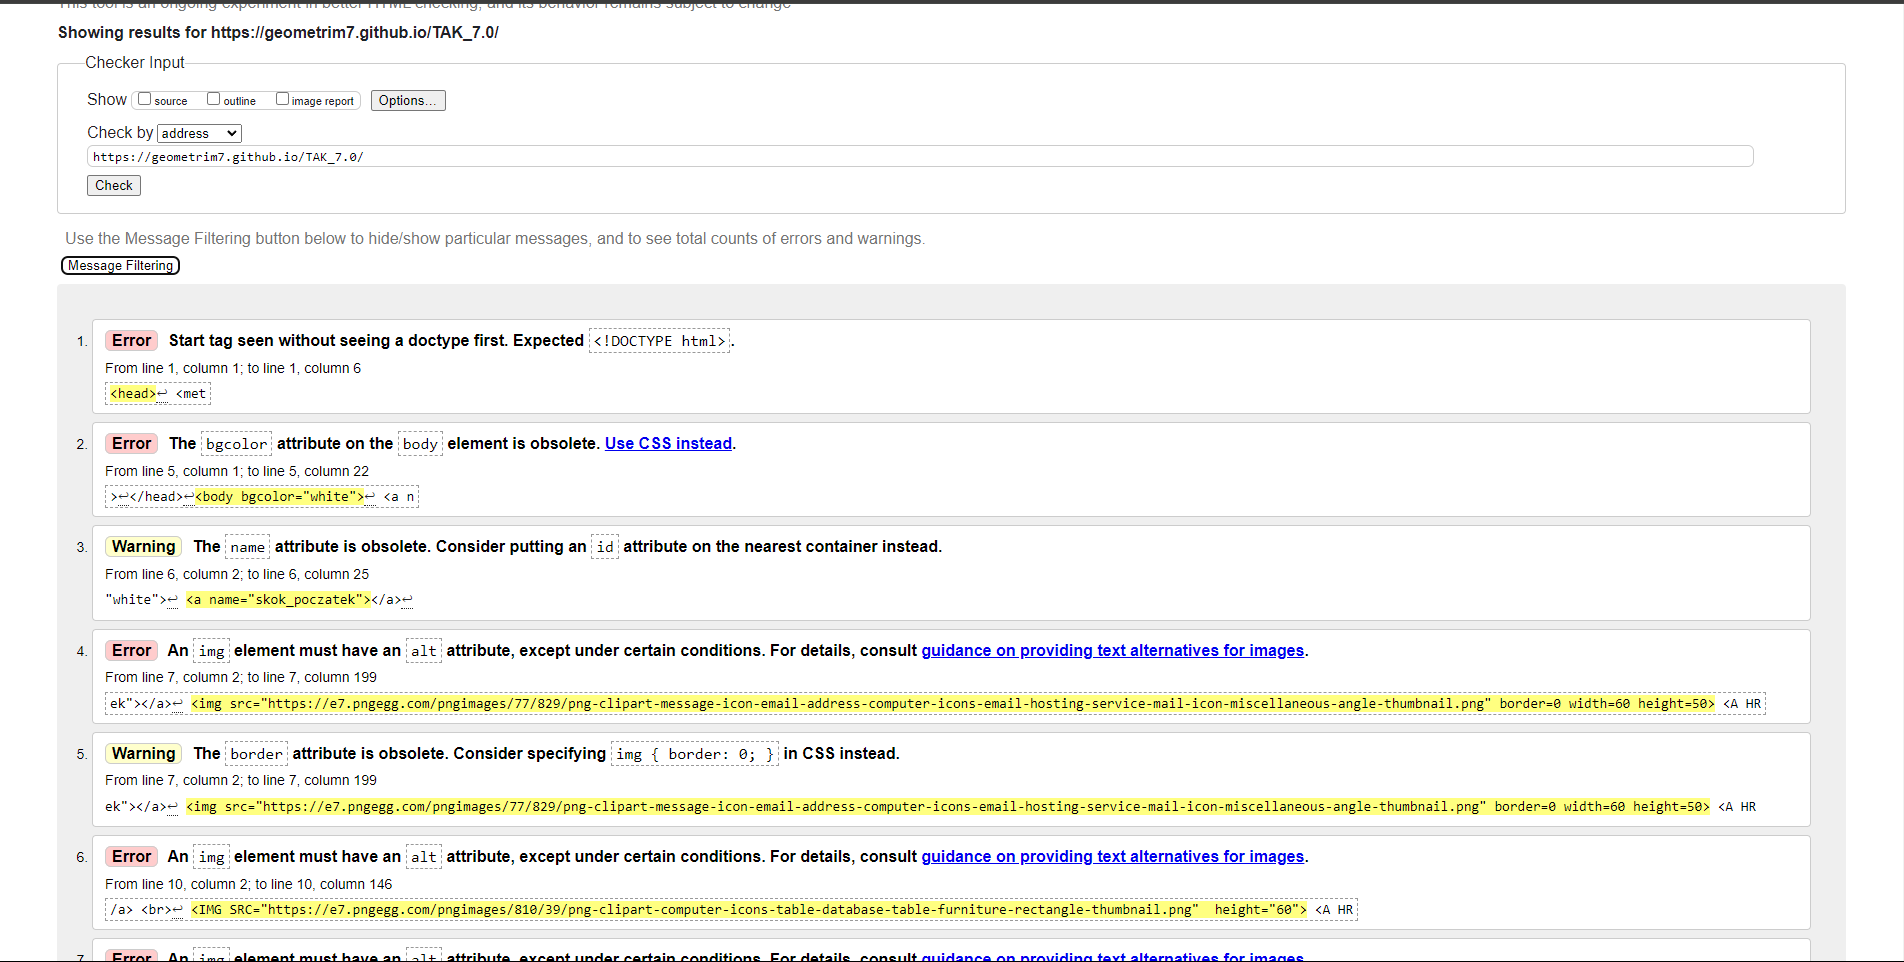 This tool is an ongoing experiment in better HTML checking, and its behavior remains subject to change
Showing results for https://geometrim7.github.io/TAK_7.0/
Checker Input
Show source outline image report Options...
Check by address
https://geometrim7.github.io/TAK_7.0/
Check
Use the Message Filtering button below to hide/show particular messages, and to see total counts of errors and warnings.
Message Filtering
1. Error Start tag seen without seeing a doctype first. Expected <!DOCTYPE html>.
From line 1, column 1; to line 1, column 6
<head>↩ <met
2. Error The bgcolor attribute on the body element is obsolete. Use CSS instead.
From line 5, column 1; to line 5, column 22
>↩</head>↩<body bgcolor="white">↩ <a n
3. Warning The name attribute is obsolete. Consider putting an id attribute on the nearest container instead.
From line 6, column 2; to line 6, column 25
"white">↩ <a name="skok_poczatek"></a>↩
4. Error An img element must have an alt attribute, except under certain conditions. For details, consult guidance on providing text alternatives for images.
From line 7, column 2; to line 7, column 199
ek"></a>↩ <img src="https://e7.pngegg.com/pngimages/77/829/png-clipart-message-icon-email-address-computer-icons-email-hosting-service-mail-icon-miscellaneous-angle-thumbnail.png" border=0 width=60 height=50> <A HR
5. Warning The border attribute is obsolete. Consider specifying img { border: 0; } in CSS instead.
From line 7, column 2; to line 7, column 199
ek"></a>↩ <img src="https://e7.pngegg.com/pngimages/77/829/png-clipart-message-icon-email-address-computer-icons-email-hosting-service-mail-icon-miscellaneous-angle-thumbnail.png" border=0 width=60 height=50> <A HR
6. Error An img element must have an alt attribute, except under certain conditions. For details, consult guidance on providing text alternatives for images.
From line 10, column 2; to line 10, column 146
/a> <br>↩ <IMG SRC="https://e7.pngegg.com/pngimages/810/39/png-clipart-computer-icons-table-database-table-furniture-rectangle-thumbnail.png"  height="60"> <A HR
7. Error An img element must have an alt attribute, except under certain conditions. For details, consult guidance on providing text alternatives for images.